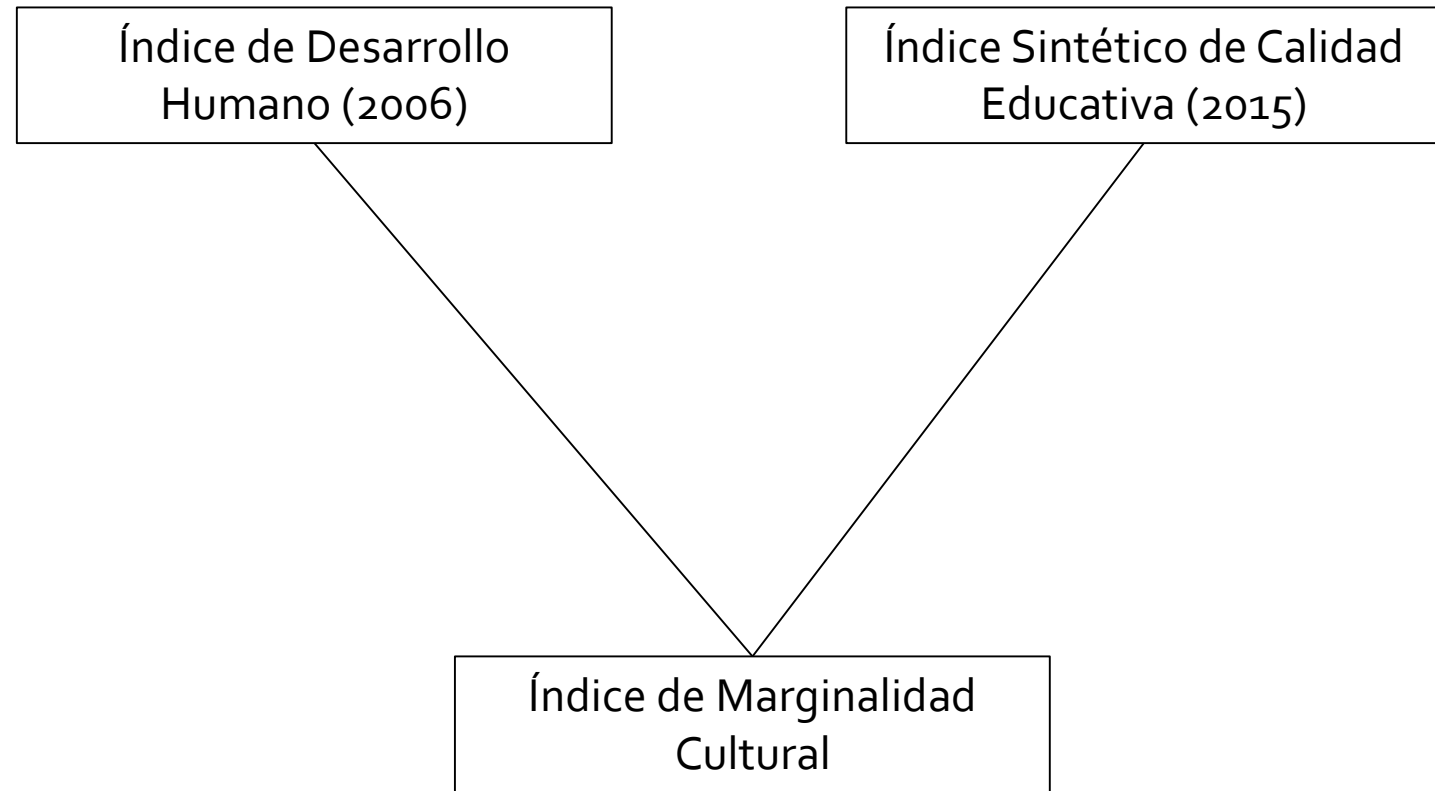 Índice de Desarrollo
Humano (2006)
Índice Sintético de Calidad
Educativa (2015)
Índice de Marginalidad
Cultural